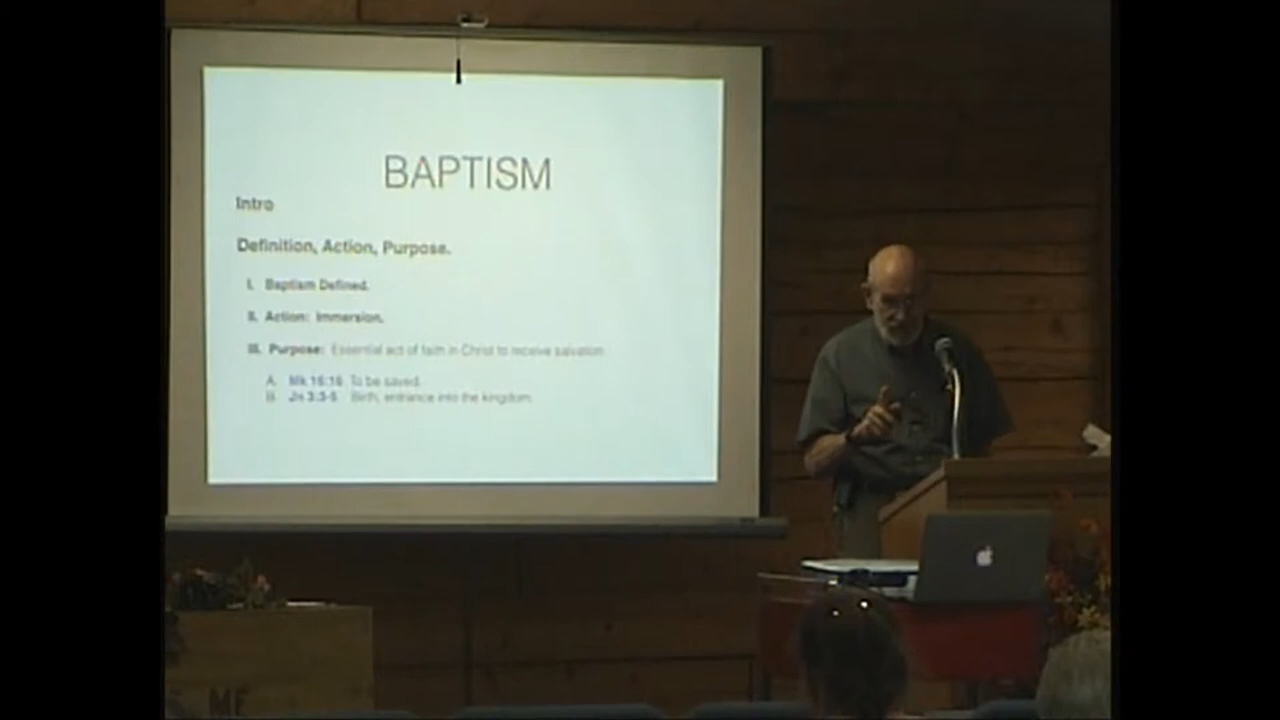 BAPTISM
Intro
Definition, Action, Purpose.
I. Baptism Defined.
II. Action: Immersion.
III. Purpose: Essential act of faith in Christ to receive salvation
A. Mk 16:16 To be saved.
B. Jn 3:3-5 Birth, entrance into the kingdom.
ME